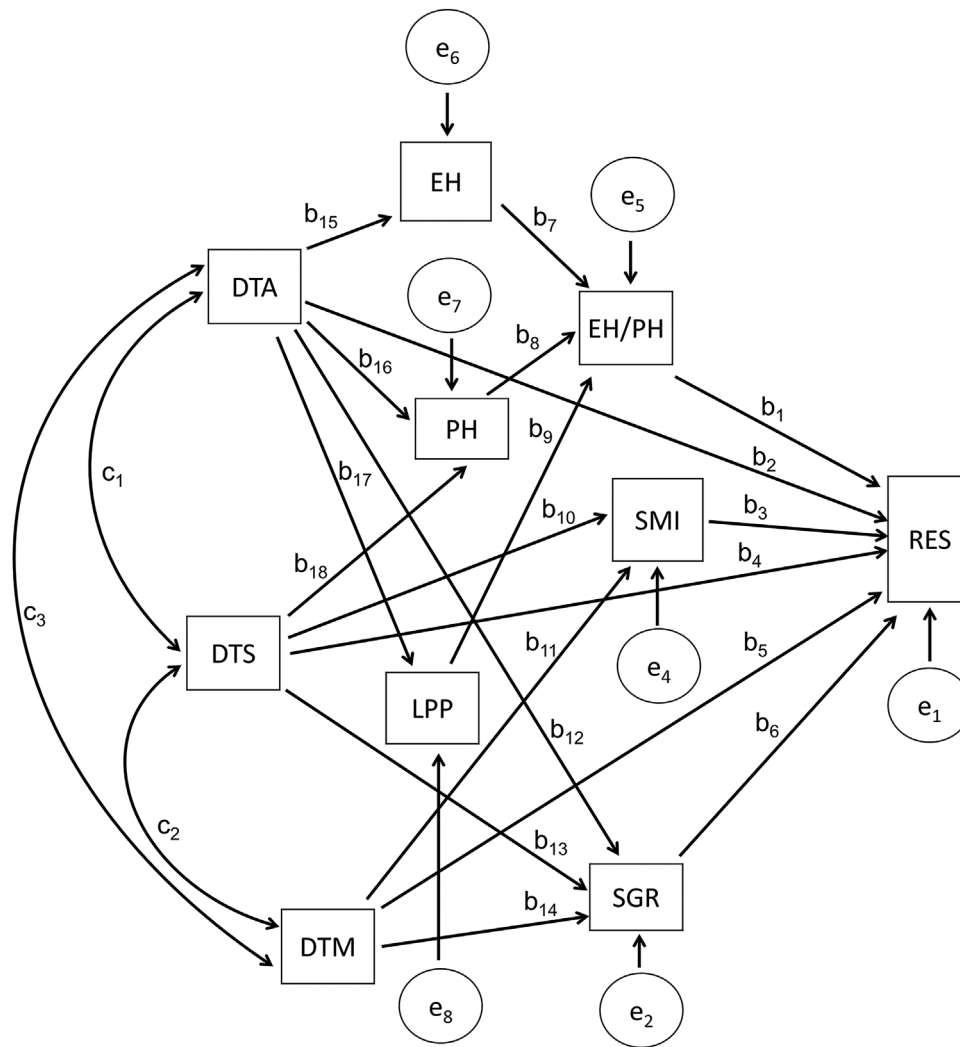 e₆
EH
e₅
b₁₅
b₇
DTA
e₇
EH/PH
b₈
b₁₆
b₁
PH
b₉
b₂
c₁
b₁₇
b₁₀
SMI
b₃
RES
b₁₈
b₄
c₃
DTS
b₁₁
b₅
e₄
LPP
e₁
b₁₂
b₆
c₂
b₁₃
SGR
b₁₄
DTM
e₈
e₂